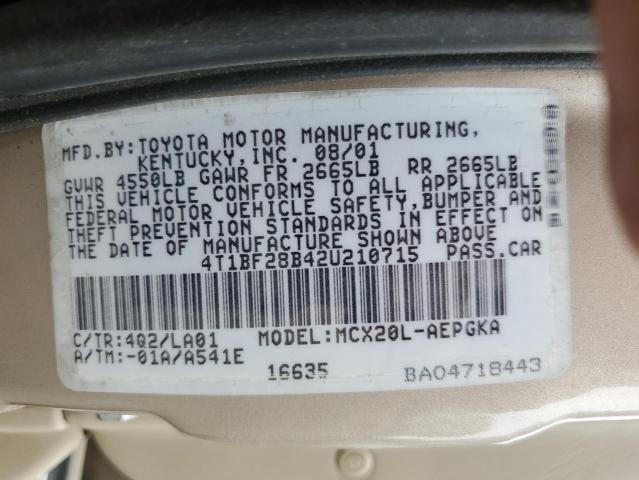 MFD.BY:TOYOTA MOTOR MANUFACTURING,
KENTUCKY,INC. 08/01
GVWR 4550LB GAWR FR 2665LB RR 2665LB
THIS VEHICLE CONFORMS TO ALL APPLICABLE
FEDERAL MOTOR VEHICLE SAFETY,BUMPER AND
THEFT PREVENTION STANDARDS IN EFFECT ON
THE DATE OF MANUFACTURE SHOWN ABOVE
4T1BF28B42U210715 PASS.CAR
C/TR:4Q2/LA01 MODEL:MCX20L-AEPGKA
A/TM:-01A/A541E
16635 BA04718443